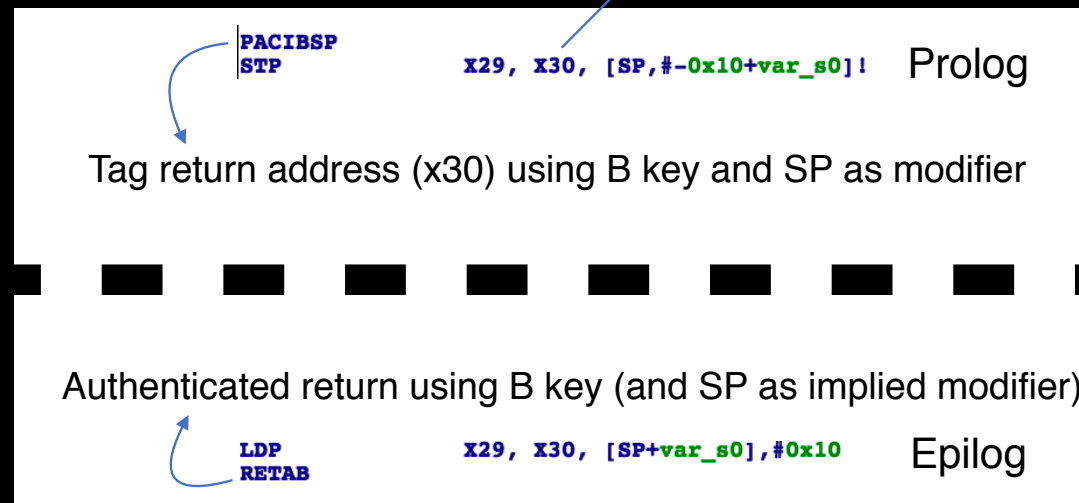 PACIBSP
STP X29, X30, [SP,#-0x10+var_s0]! Prolog
Tag return address (x30) using B key and SP as modifier
Authenticated return using B key (and SP as implied modifier)
LDP X29, X30, [SP+var_s0],#0x10 Epilog
RETAB